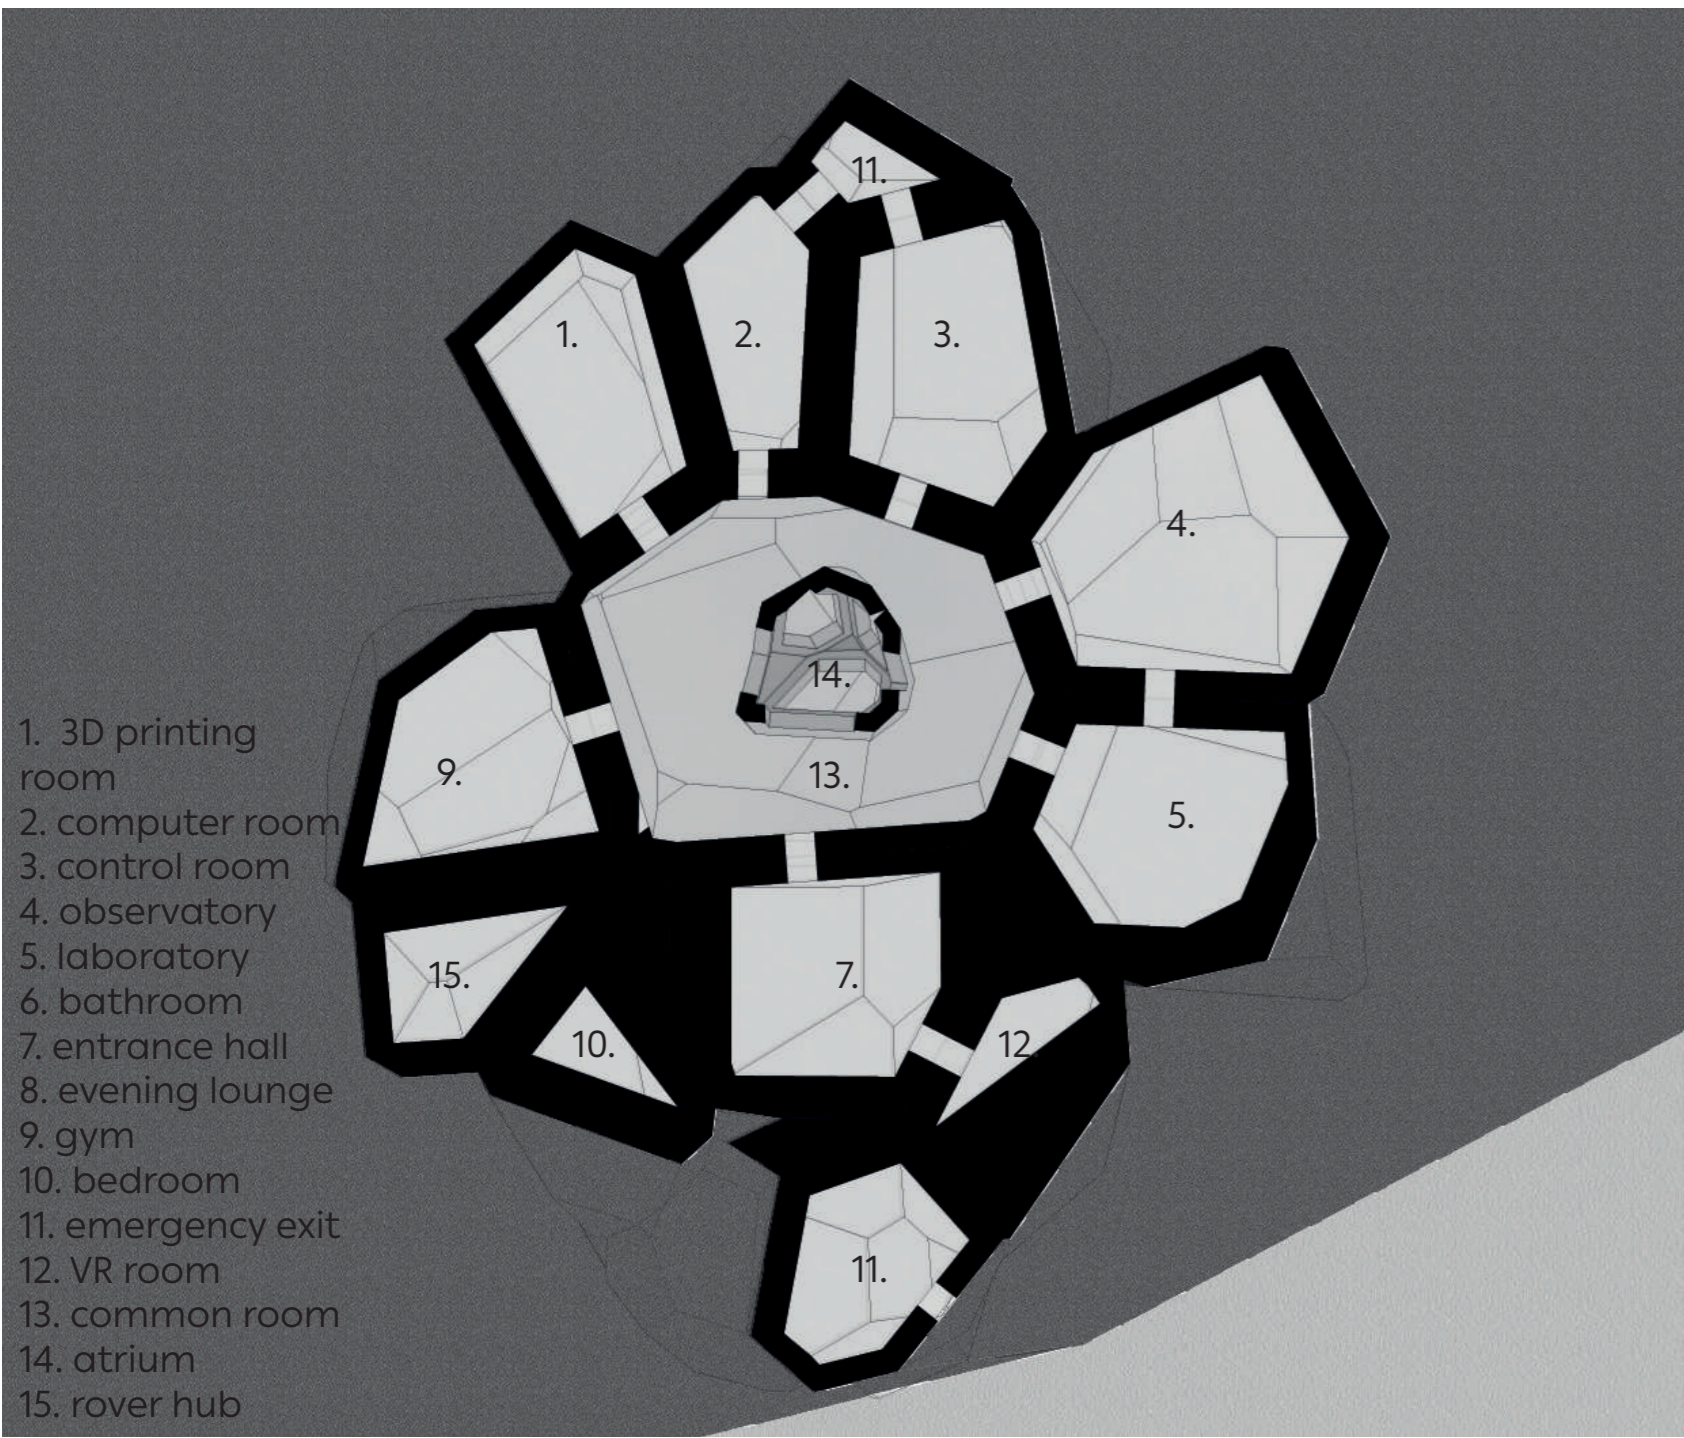 11.
1.
2.
3.
4.
14.
9.
13.
5.
15.
7.
10.
12.
11.
1. 3D printing
room
2. computer room
3. control room
4. observatory
5. laboratory
6. bathroom
7. entrance hall
8. evening lounge
9. gym
10. bedroom
11. emergency exit
12. VR room
13. common room
14. atrium
15. rover hub